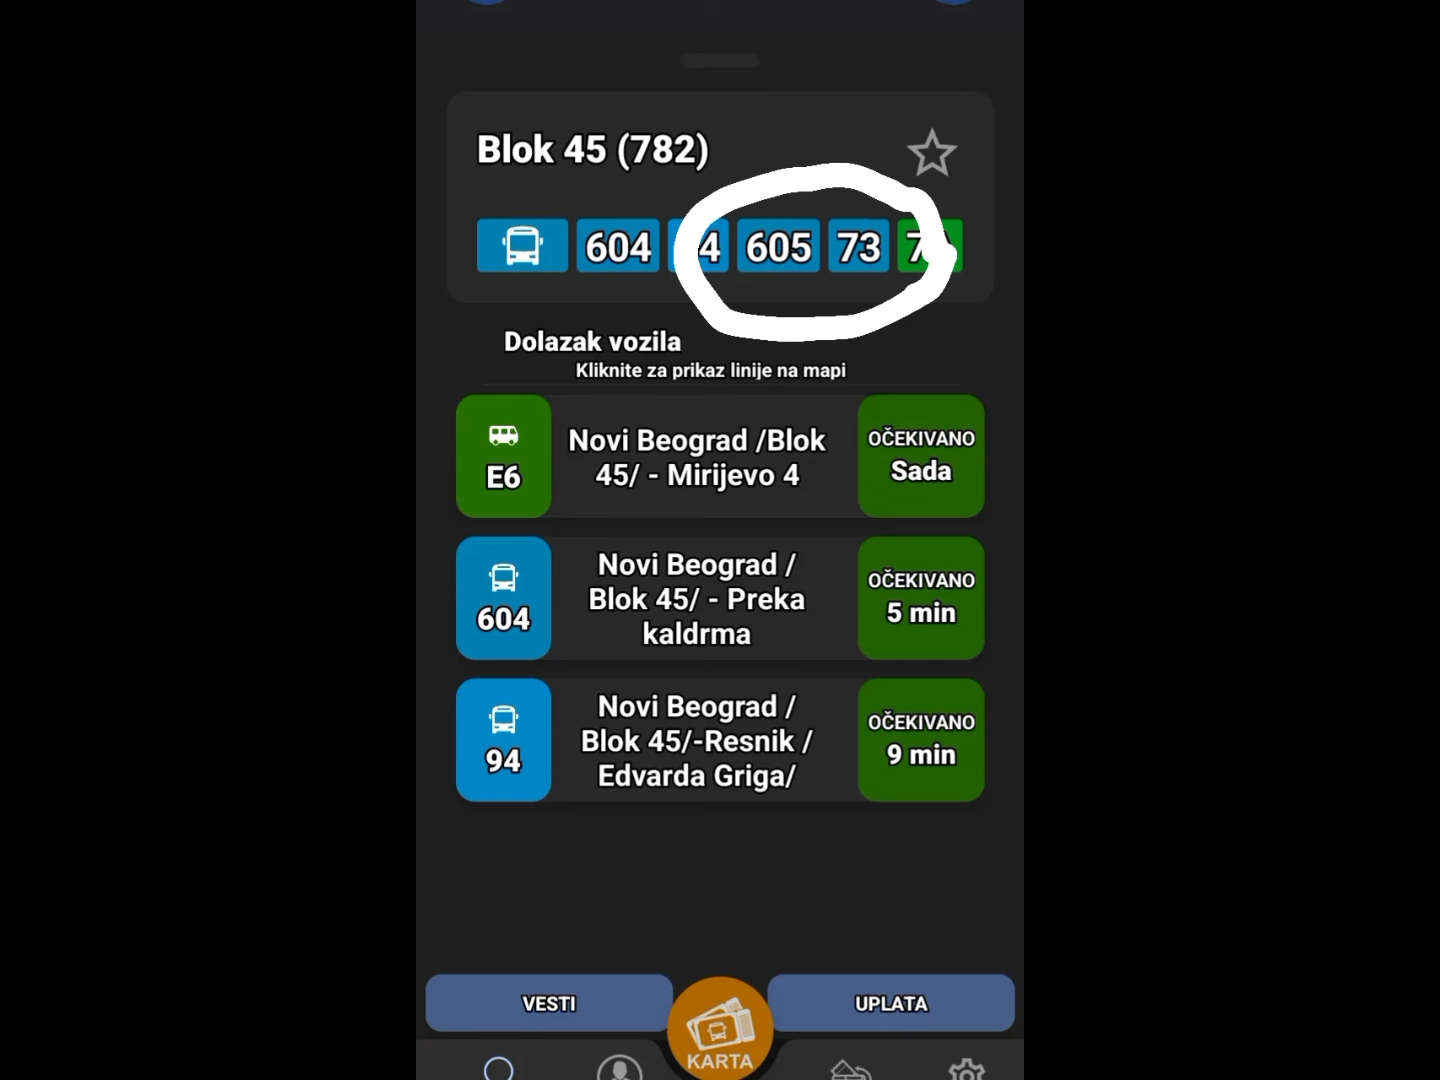 Blok 45 (782)
604 4 605 73
Dolazak vozila
Kliknite za prikaz linije na mapi
E6
Novi Beograd /Blok
45/ - Mirijevo 4
OČEKIVANO
Sada
604
Novi Beograd /
Blok 45/ - Preka
kaldrma
OČEKIVANO
5 min
94
Novi Beograd /
Blok 45/-Resnik /
Edvarda Griga/
OČEKIVANO
9 min
VESTI
KARTA
UPLATA